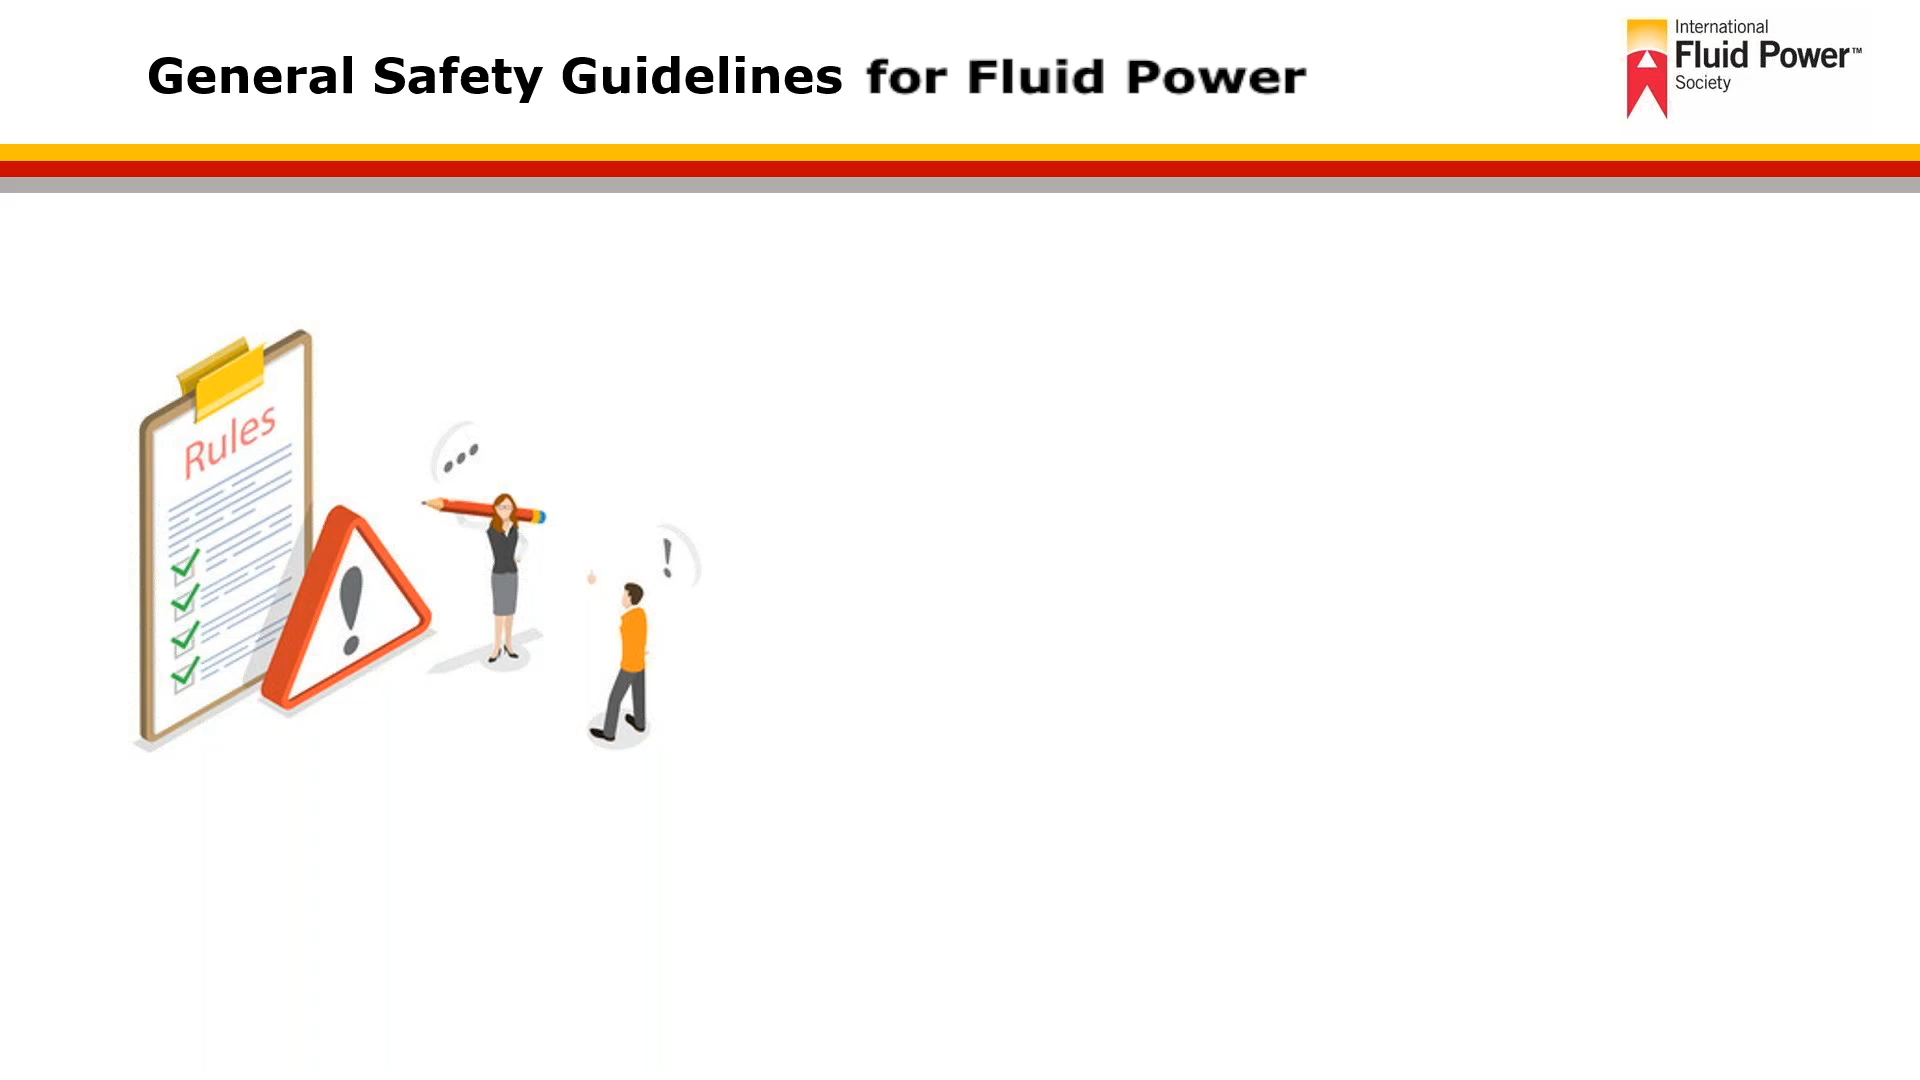 General Safety Guidelines for Fluid Power
International
Fluid Power™
Society
Rules